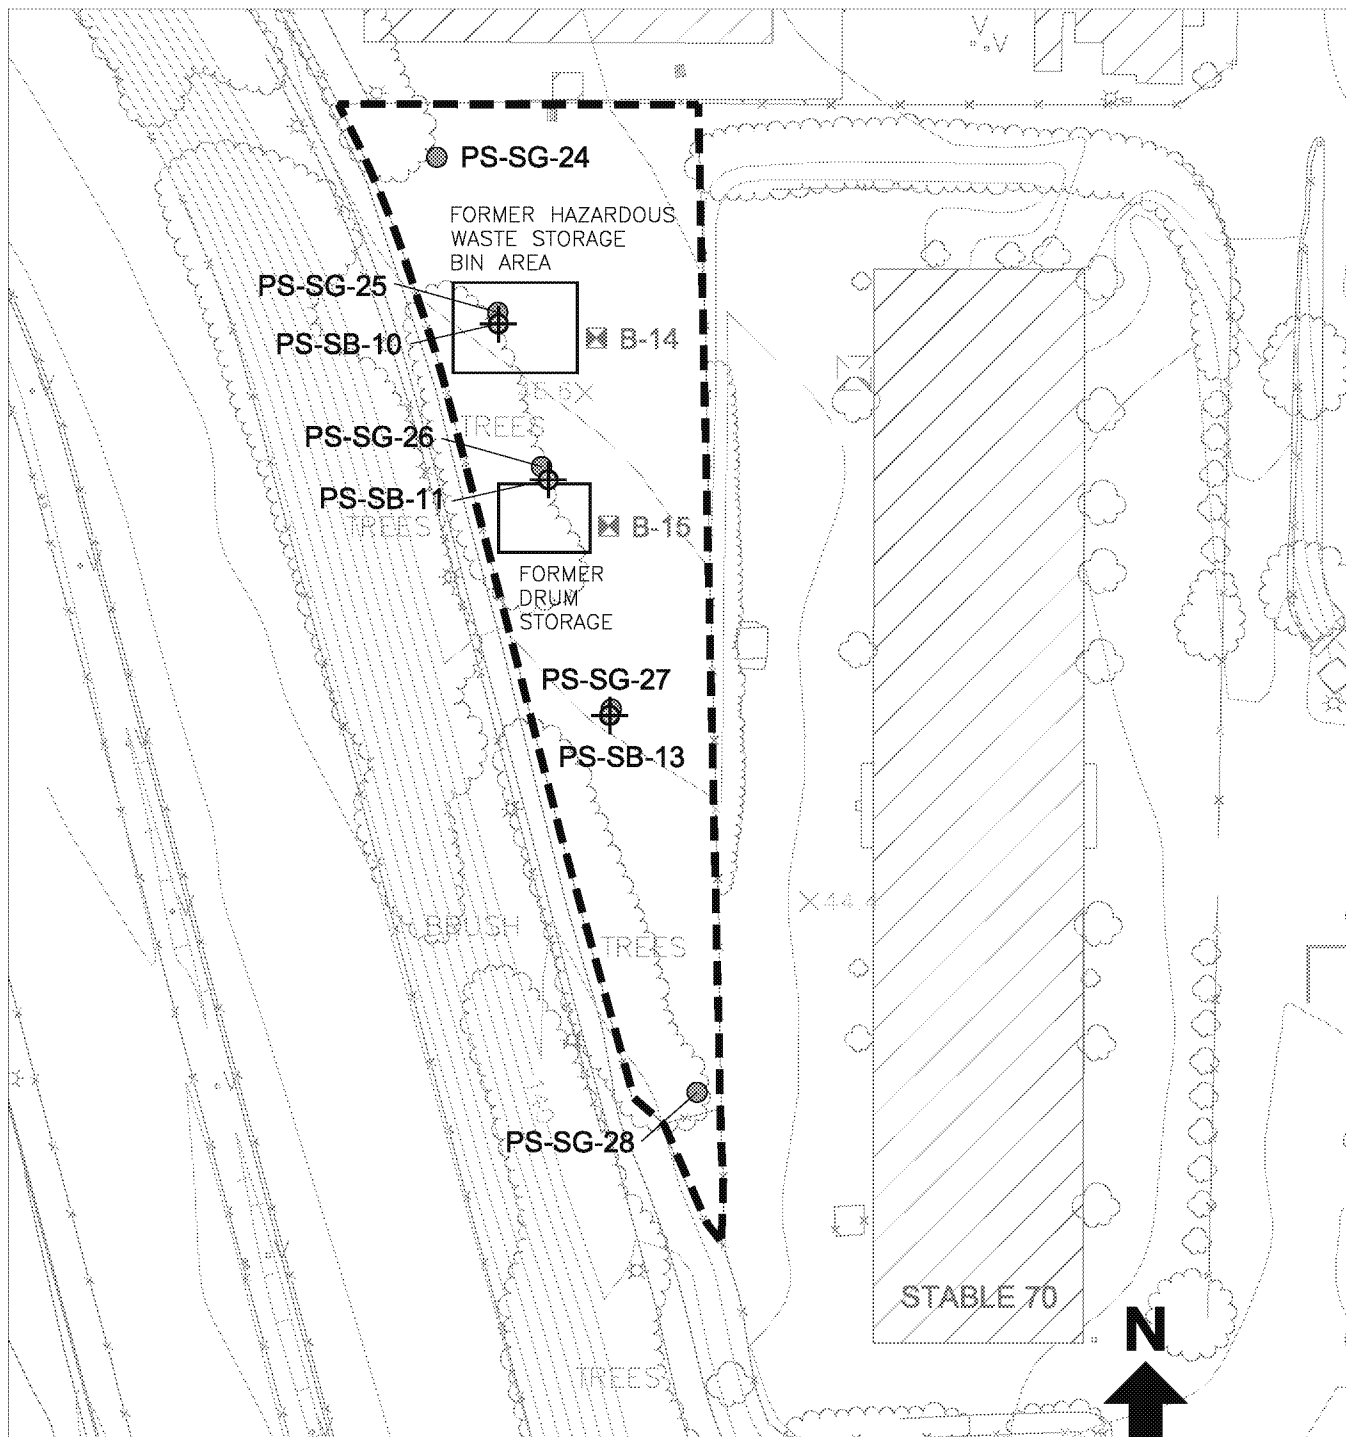 PS-SG-24
FORMER HAZARDOUS
WASTE STORAGE
BIN AREA
PS-SG-25
PS-SB-10
B-14
TREES
PS-SG-26
PS-SB-11
TREES
B-15
FORMER
DRUM
STORAGE
PS-SG-27
PS-SB-13
BRUSH
TREES
PS-SG-28
STABLE 70
N
TREES